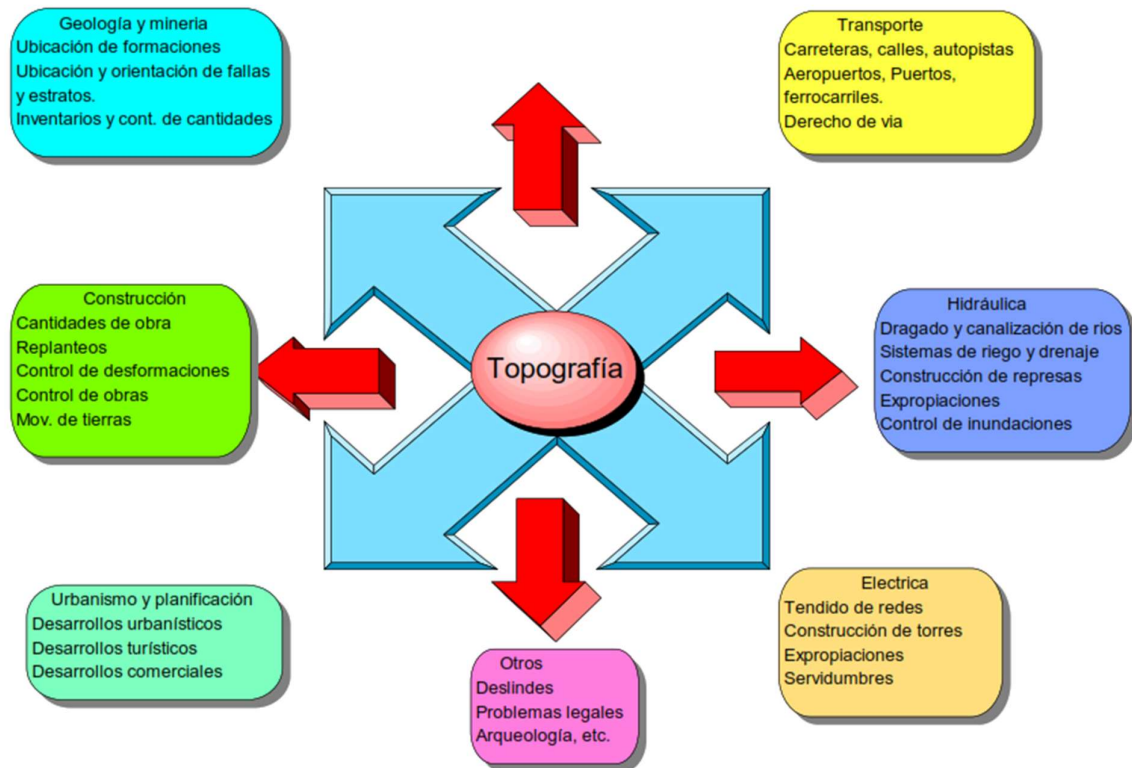 Geología y mineria
Ubicación de formaciones
Ubicación y orientación de fallas
y estratos.
Inventarios y cont. de cantidades
Transporte
Carreteras, calles, autopistas
Aeropuertos, Puertos,
ferrocarriles.
Derecho de via
Construcción
Cantidades de obra
Replanteos
Control de desformaciones
Control de obras
Mov. de tierras
Topografía
Hidráulica
Dragado y canalización de rios
Sistemas de riego y drenaje
Construcción de represas
Expropiaciones
Control de inundaciones
Urbanismo y planificación
Desarrollos urbanísticos
Desarrollos turísticos
Desarrollos comerciales
Otros
Deslindes
Problemas legales
Arqueología, etc.
Electrica
Tendido de redes
Construcción de torres
Expropiaciones
Servidumbres